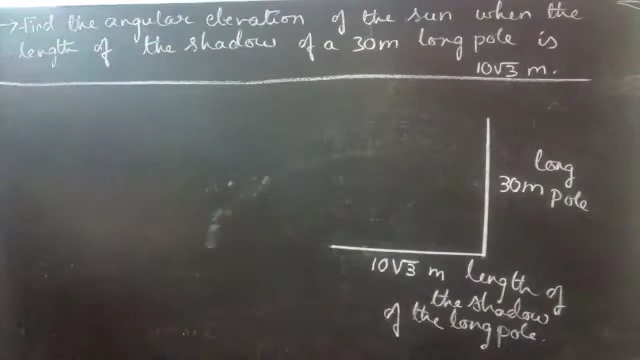 → Find the angular elevation of the sun when the
length of the shadow of a 30m long pole is
10√3 m.
long
30m Pole
10√3 m length of
the shadow
of the long pole.